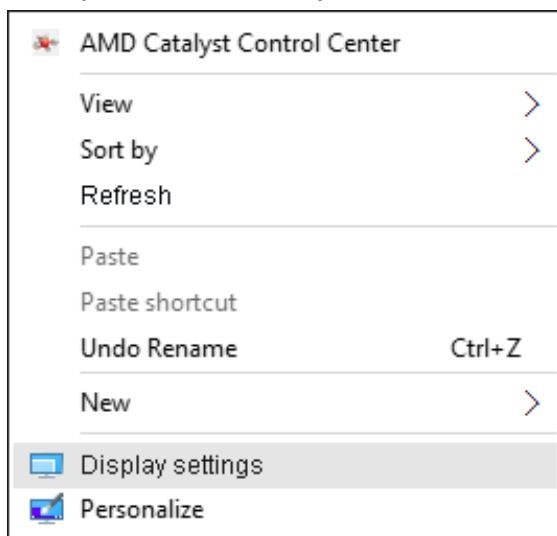 AMD Catalyst Control Center
View
Sort by
Refresh
Paste
Paste shortcut
Undo Rename Ctrl+Z
New
Display settings
Personalize